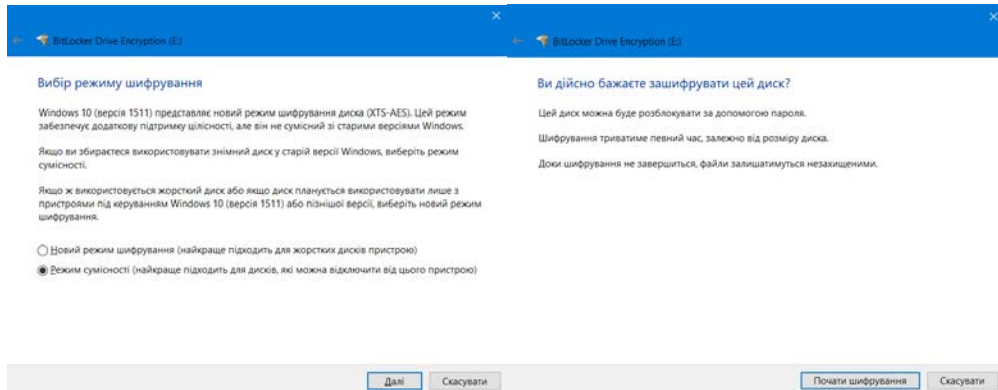 BitLocker Drive Encryption (E:)
Вибір режиму шифрування
Windows 10 (версія 1511) представляє новий режим шифрування диска (XTS-AES). Цей режим
забезпечує додаткову підтримку цілісності, але він не сумісний зі старими версіями Windows.
Якщо ви збираєтеся використовувати знімний диск у старій версії Windows, виберіть режим
сумісності.
Якщо ж використовується жорсткий диск або якщо диск планується використовувати лише з
пристроями під керуванням Windows 10 (версія 1511) або пізнішої версії, виберіть новий режим
шифрування.
Новий режим шифрування (найкраще підходить для жорстких дисків пристрою)
Режим сумісності (найкраще підходить для дисків, які можна відключити від цього пристрою)
Далі
Скасувати
BitLocker Drive Encryption (E:)
Ви дійсно бажаєте зашифрувати цей диск?
Цей диск можна буде розблокувати за допомогою пароля.
Шифрування триватиме певний час, залежно від розміру диска.
Доки шифрування не завершиться, файли залишатимуться незахищеними.
Почати шифрування
Скасувати